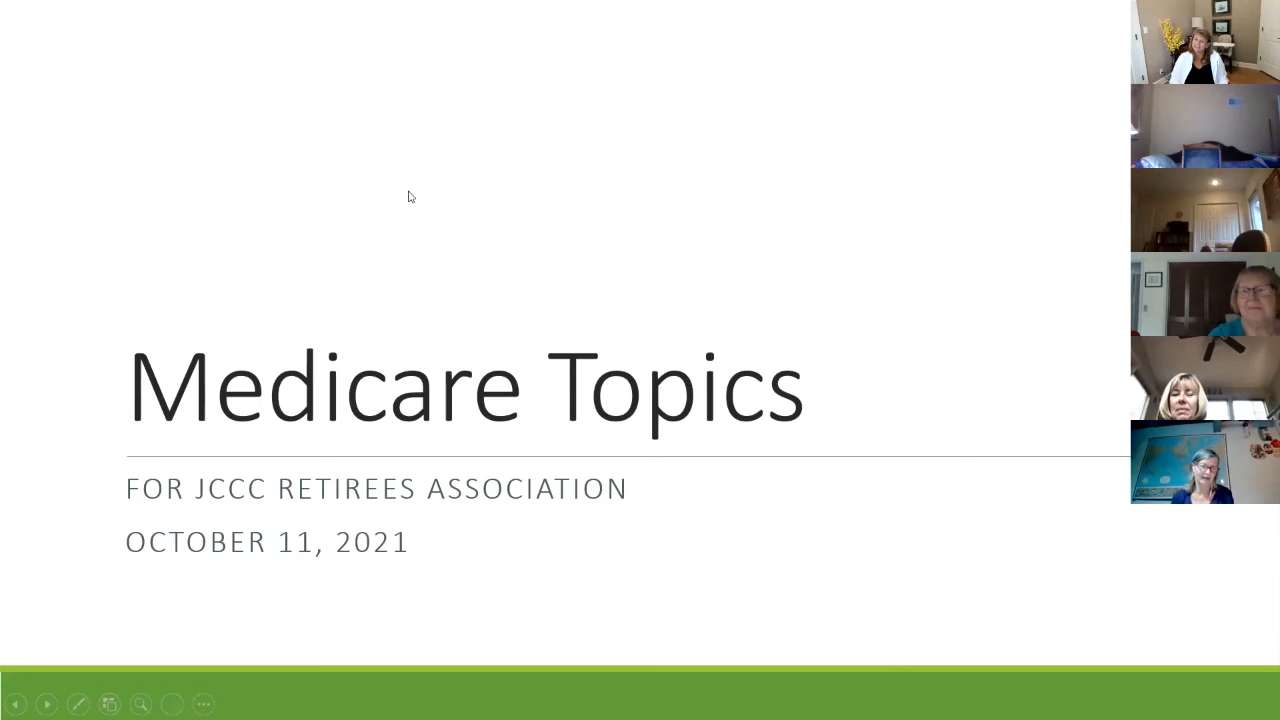 Medicare Topics
FOR JCCC RETIREES ASSOCIATION
OCTOBER 11, 2021